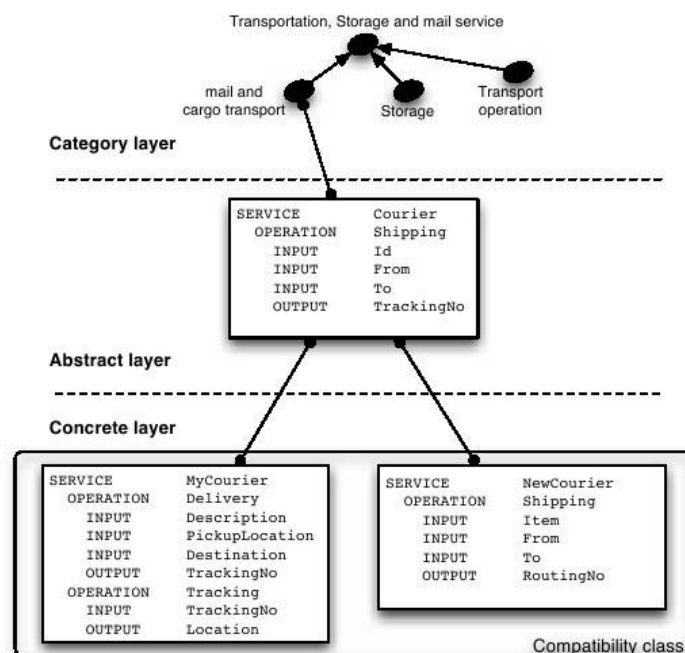 Transportation, Storage and mail service
mail and
cargo transport
Storage
Transport
operation
Category layer
SERVICE Courier
OPERATION Shipping
INPUT Id
INPUT From
INPUT To
OUTPUT TrackingNo
Abstract layer
Concrete layer
SERVICE MyCourier
OPERATION Delivery
INPUT Description
INPUT PickupLocation
INPUT Destination
OUTPUT TrackingNo
OPERATION Tracking
INPUT TrackingNo
OUTPUT Location
SERVICE NewCourier
OPERATION Shipping
INPUT Item
INPUT From
INPUT To
OUTPUT RoutingNo
Compatibility class